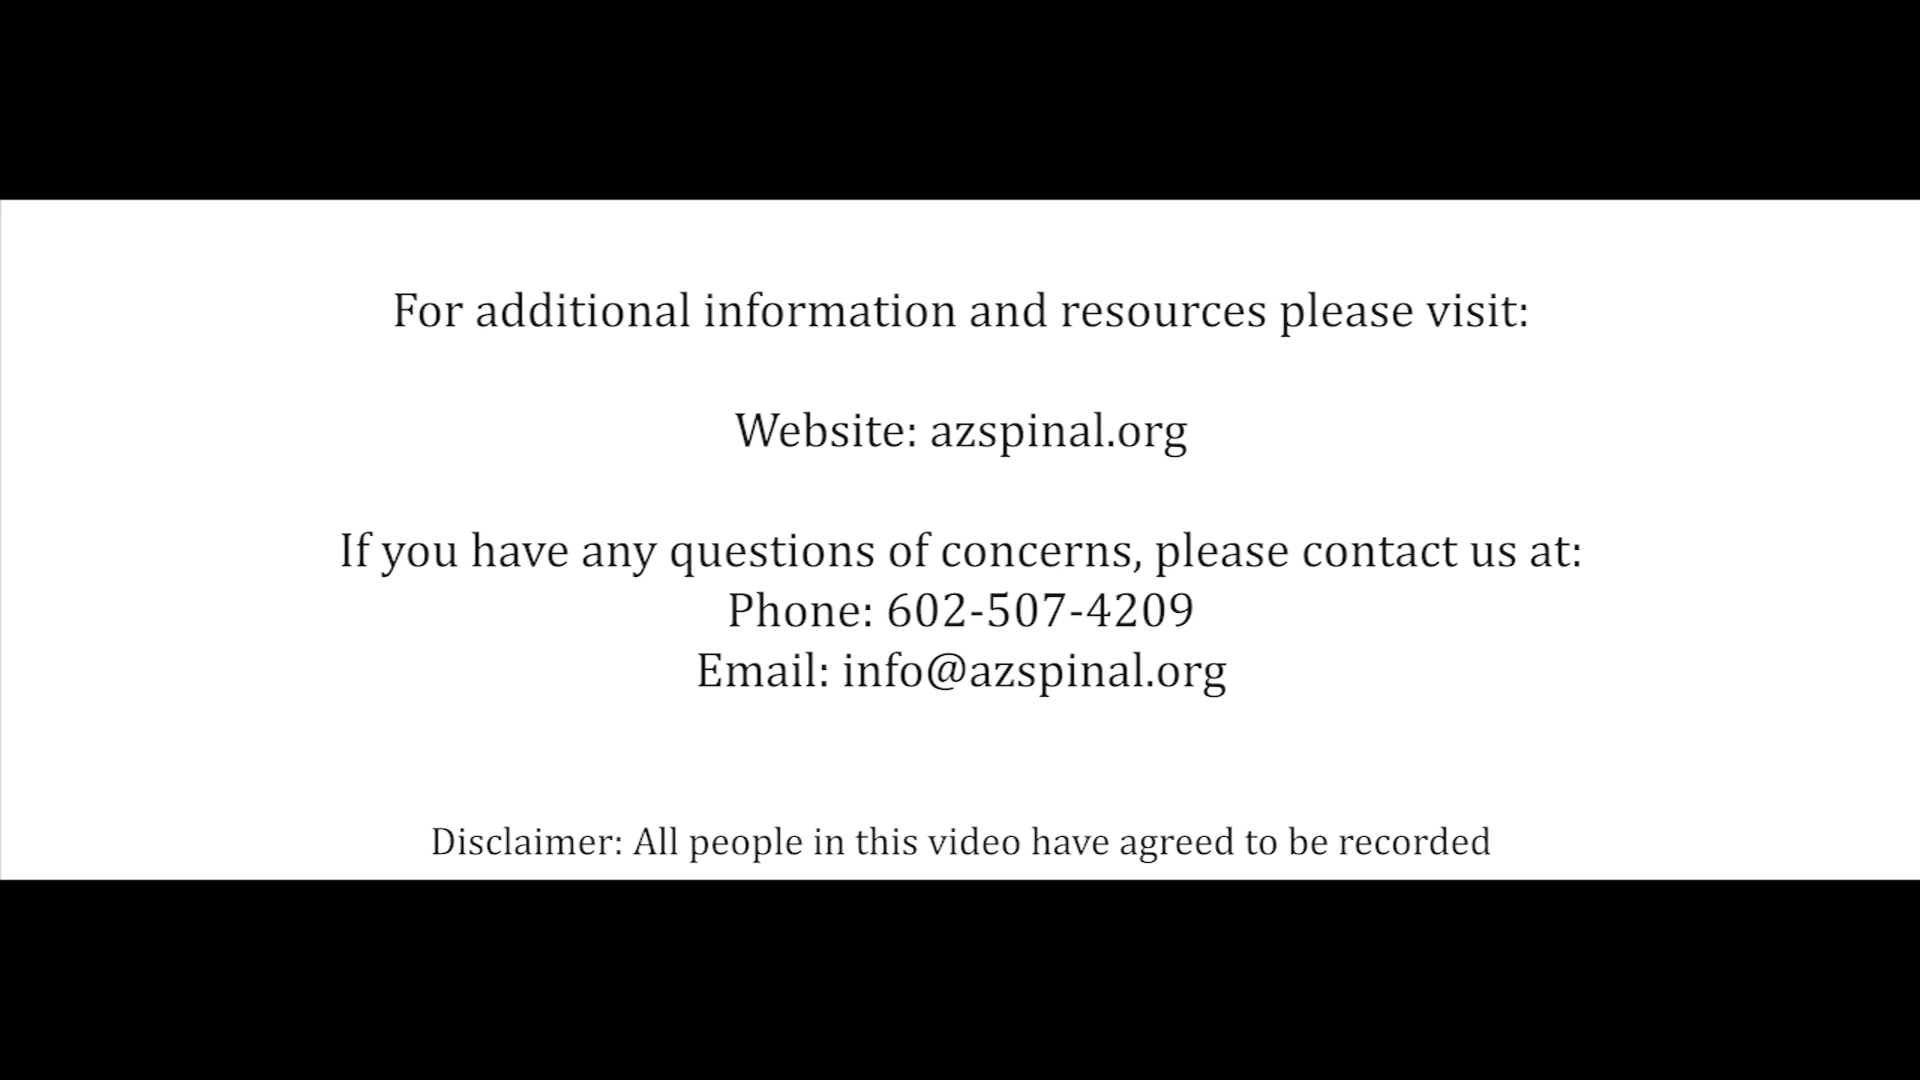 For additional information and resources please visit:
Website: azspinal.org
If you have any questions of concerns, please contact us at:
Phone: 602-507-4209
Email: info@azspinal.org
Disclaimer: All people in this video have agreed to be recorded